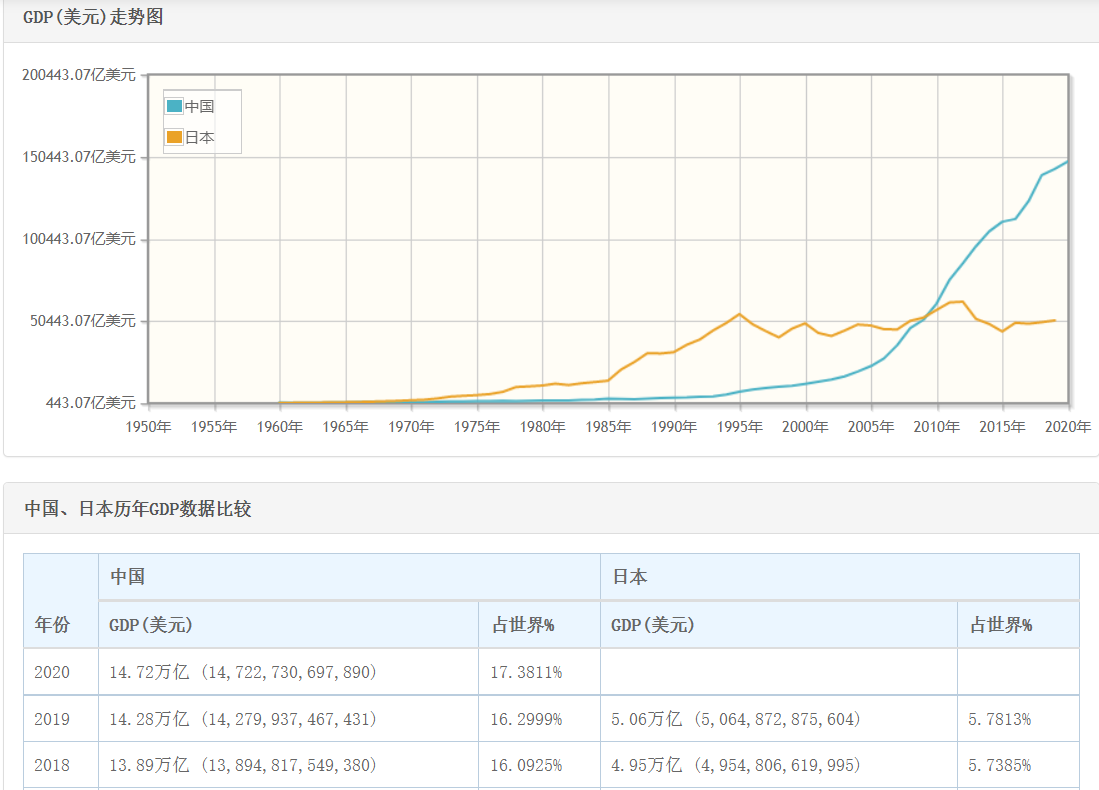 GDP(美元)走势图
200443.07亿美元
中国
日本
150443.07亿美元
100443.07亿美元
50443.07亿美元
443.07亿美元
1950年 1955年 1960年 1965年 1970年 1975年 1980年 1985年 1990年 1995年 2000年 2005年 2010年 2015年 2020年
中国、日本历年GDP数据比较
中国 日本
年份 GDP(美元) 占世界% GDP(美元) 占世界%
2020 14.72万亿 (14,722,730,697,890) 17.3811%
2019 14.28万亿 (14,279,937,467,431) 16.2999% 5.06万亿 (5,064,872,875,604) 5.7813%
2018 13.89万亿 (13,894,817,549,380) 16.0925% 4.95万亿 (4,954,806,619,995) 5.7385%